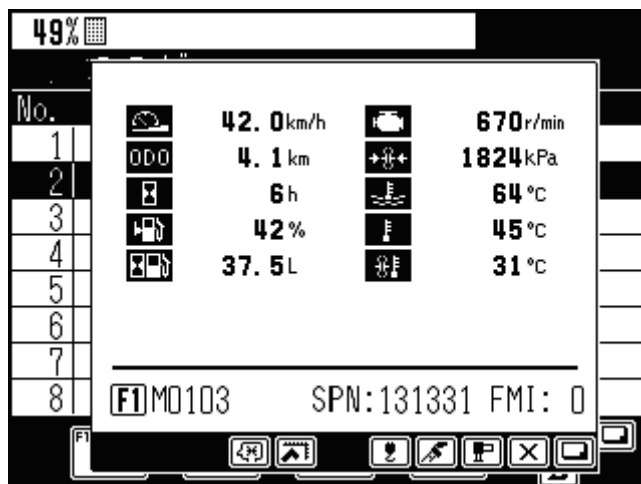 49%
No.
42.0km/h 670r/min
1
ODO 4.1km 1824kPa
2 6h 64°C
3 42% 45°C
4 37.5L 31°C
5
6
7
8 F1 M0103 SPN:131331 FMI: 0
F1